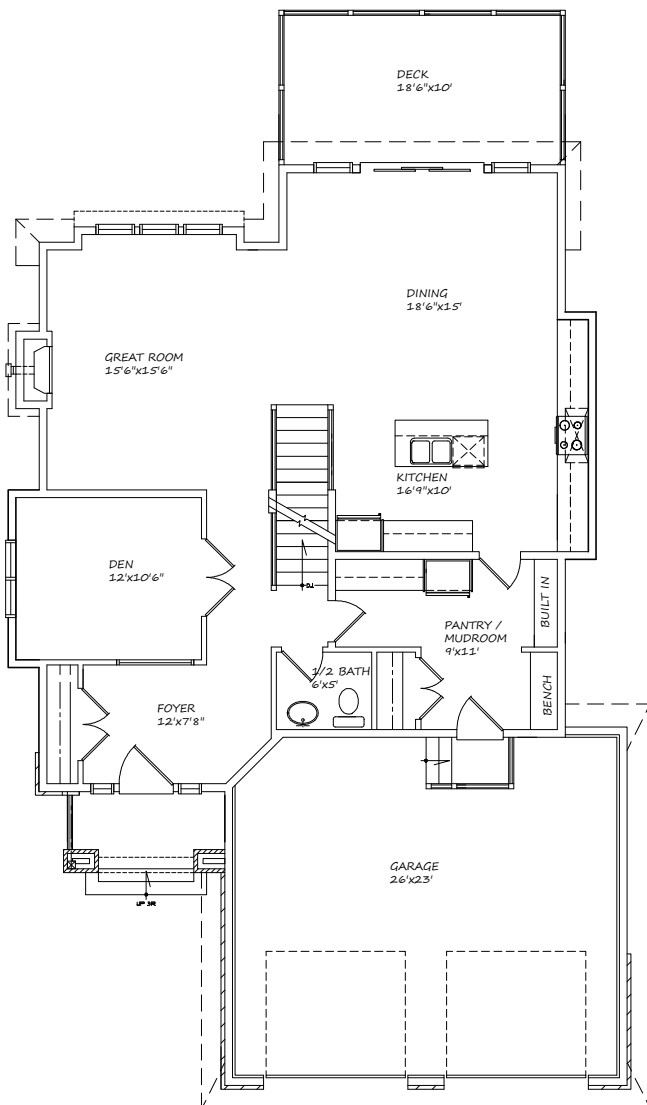 DECK
18'6"x10'
DINING
18'6"x15'
GREAT ROOM
15'6"x15'6"
KITCHEN
16'9"x10'
DEN
12'x10'6"
BUILT IN
PANTRY /
MUDROOM
9'x11'
1/2 BATH
6'x5'
BENCH
FOYER
12'x7'8"
GARAGE
26'x23'
UP 3R